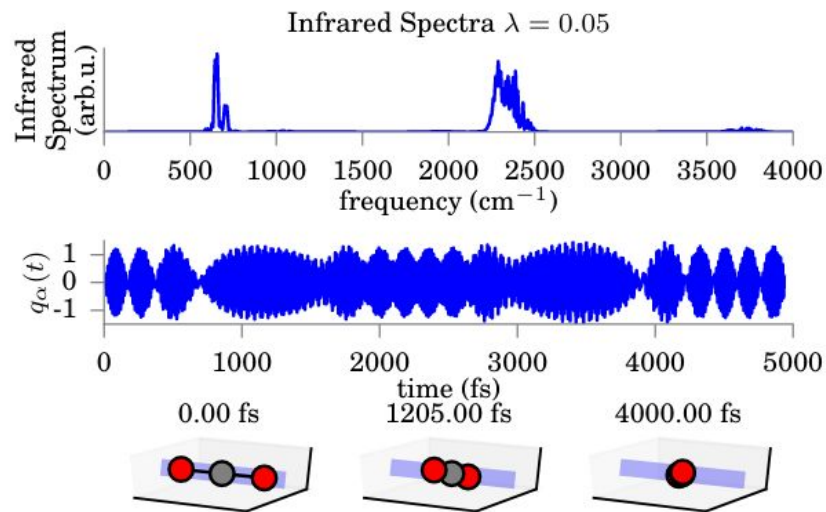 Infrared Spectra λ = 0.05
Infrared
Spectrum
(arb.u.)
0 500 1000 1500 2000 2500 3000 3500 4000
frequency (cm⁻¹)
qα(t)
1
0
-1
0 1000 2000 3000 4000 5000
time (fs)
0.00 fs 1205.00 fs 4000.00 fs